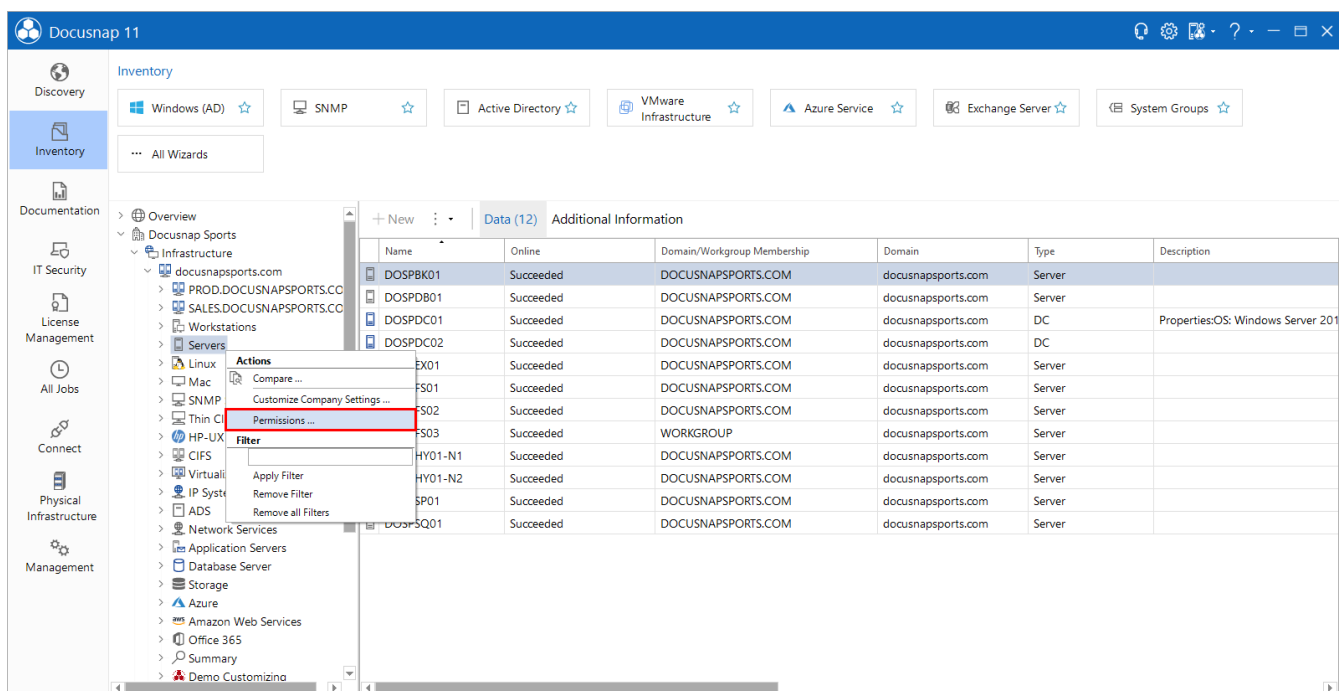 Docusnap 11
?
Discovery
Inventory
Documentation
IT Security
License
Management
All Jobs
Connect
Physical
Infrastructure
Management
Inventory
Windows (AD)
SNMP
Active Directory
VMware
Infrastructure
Azure Service
Exchange Server
System Groups
··· All Wizards
Overview
Docusnap Sports
Infrastructure
docusnapsports.com
PROD.DOCUSNAPSPORTS.CO
SALES.DOCUSNAPSPORTS.CO
Workstations
Servers
Linux
Mac
SNMP
Thin Cl
HP-UX
CIFS
Virtuali
IP Syste
ADS
Network Services
Application Servers
Database Server
Storage
Azure
aws Amazon Web Services
Office 365
Summary
Demo Customizing
Actions
Compare ...
Customize Company Settings ...
Permissions ...
Filter
Apply Filter
Remove Filter
Remove all Filters
+ New Data (12) Additional Information
Name Online Domain/Workgroup Membership Domain Type Description
DOSPBK01 Succeeded DOCUSNAPSPORTS.COM docusnapsports.com Server
DOSPDB01 Succeeded DOCUSNAPSPORTS.COM docusnapsports.com Server
DOSPDC01 Succeeded DOCUSNAPSPORTS.COM docusnapsports.com DC Properties:OS: Windows Server 201
DOSPDC02 Succeeded DOCUSNAPSPORTS.COM docusnapsports.com DC
EX01 Succeeded DOCUSNAPSPORTS.COM docusnapsports.com Server
FS01 Succeeded DOCUSNAPSPORTS.COM docusnapsports.com Server
FS02 Succeeded DOCUSNAPSPORTS.COM docusnapsports.com Server
FS03 Succeeded WORKGROUP docusnapsports.com Server
HY01-N1 Succeeded DOCUSNAPSPORTS.COM docusnapsports.com Server
HY01-N2 Succeeded DOCUSNAPSPORTS.COM docusnapsports.com Server
SP01 Succeeded DOCUSNAPSPORTS.COM docusnapsports.com Server
DOSPSQ01 Succeeded DOCUSNAPSPORTS.COM docusnapsports.com Server